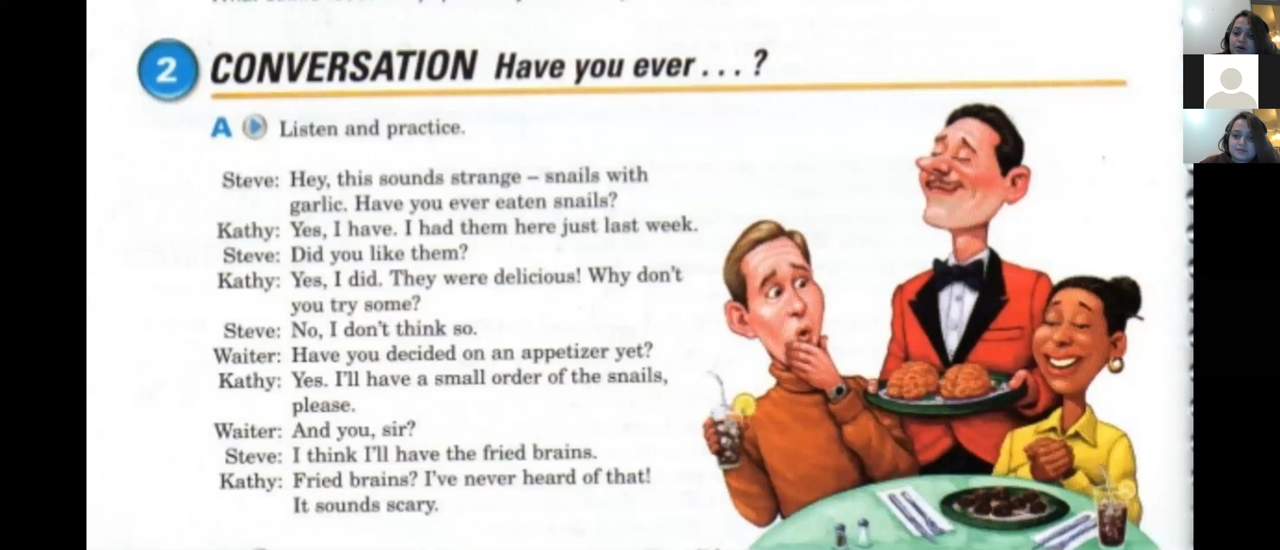 2 CONVERSATION Have you ever . . . ?
A Listen and practice.
Steve: Hey, this sounds strange – snails with
garlic. Have you ever eaten snails?
Kathy: Yes, I have. I had them here just last week.
Steve: Did you like them?
Kathy: Yes, I did. They were delicious! Why don't
you try some?
Steve: No, I don't think so.
Waiter: Have you decided on an appetizer yet?
Kathy: Yes. I'll have a small order of the snails,
please.
Waiter: And you, sir?
Steve: I think I'll have the fried brains.
Kathy: Fried brains? I've never heard of that!
It sounds scary.